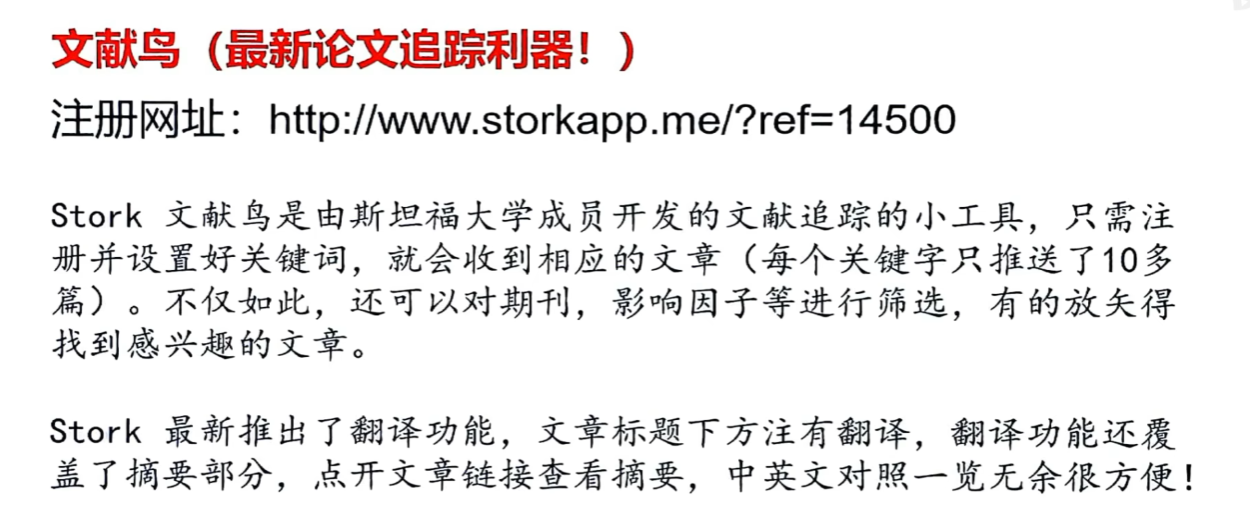 文献鸟（最新论文追踪利器！）
注册网址：http://www.storkapp.me/?ref=14500
Stork 文献鸟是由斯坦福大学成员开发的文献追踪的小工具，只需注
册并设置好关键词，就会收到相应的文章（每个关键字只推送了10多
篇）。不仅如此，还可以对期刊，影响因子等进行筛选，有的放矢得
找到感兴趣的文章。
Stork 最新推出了翻译功能，文章标题下方注有翻译，翻译功能还覆
盖了摘要部分，点开文章链接查看摘要，中英文对照一览无余很方便！